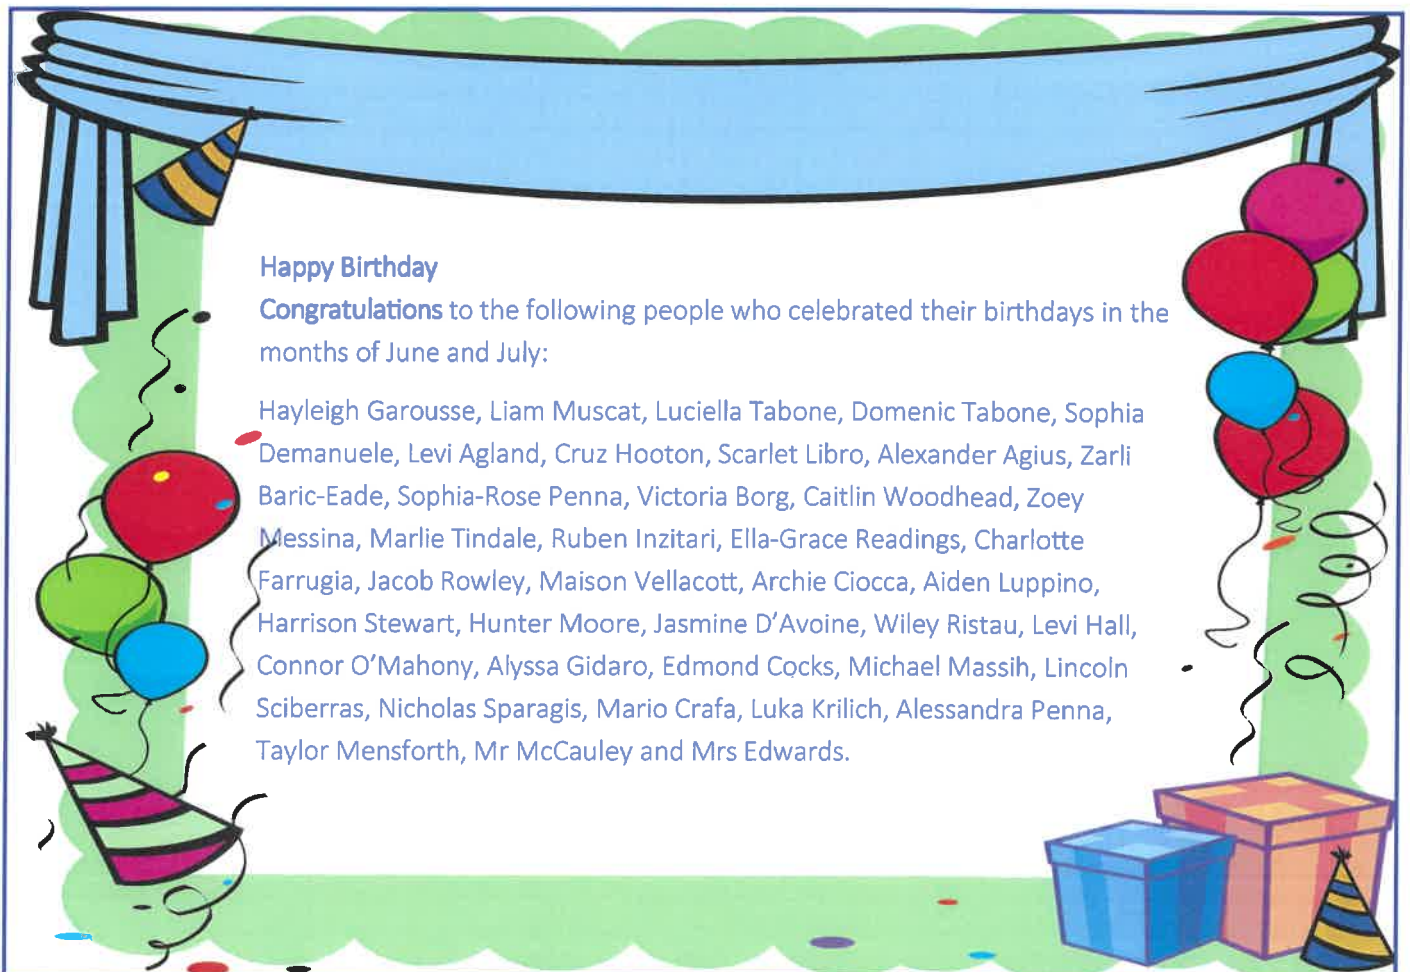 Happy Birthday
Congratulations to the following people who celebrated their birthdays in the
months of June and July:
Hayleigh Garousse, Liam Muscat, Luciella Tabone, Domenic Tabone, Sophia
Demanuele, Levi Agland, Cruz Hooton, Scarlet Libro, Alexander Agius, Zarli
Baric-Eade, Sophia-Rose Penna, Victoria Borg, Caitlin Woodhead, Zoey
Messina, Marlie Tindale, Ruben Inzitari, Ella-Grace Readings, Charlotte
Farrugia, Jacob Rowley, Maison Vellacott, Archie Ciocca, Aiden Luppino,
Harrison Stewart, Hunter Moore, Jasmine D’Avoine, Wiley Ristau, Levi Hall,
Connor O’Mahony, Alyssa Gidaro, Edmond Cocks, Michael Massih, Lincoln
Sciberras, Nicholas Sparagis, Mario Crafa, Luka Krilich, Alessandra Penna,
Taylor Mensforth, Mr McCauley and Mrs Edwards.